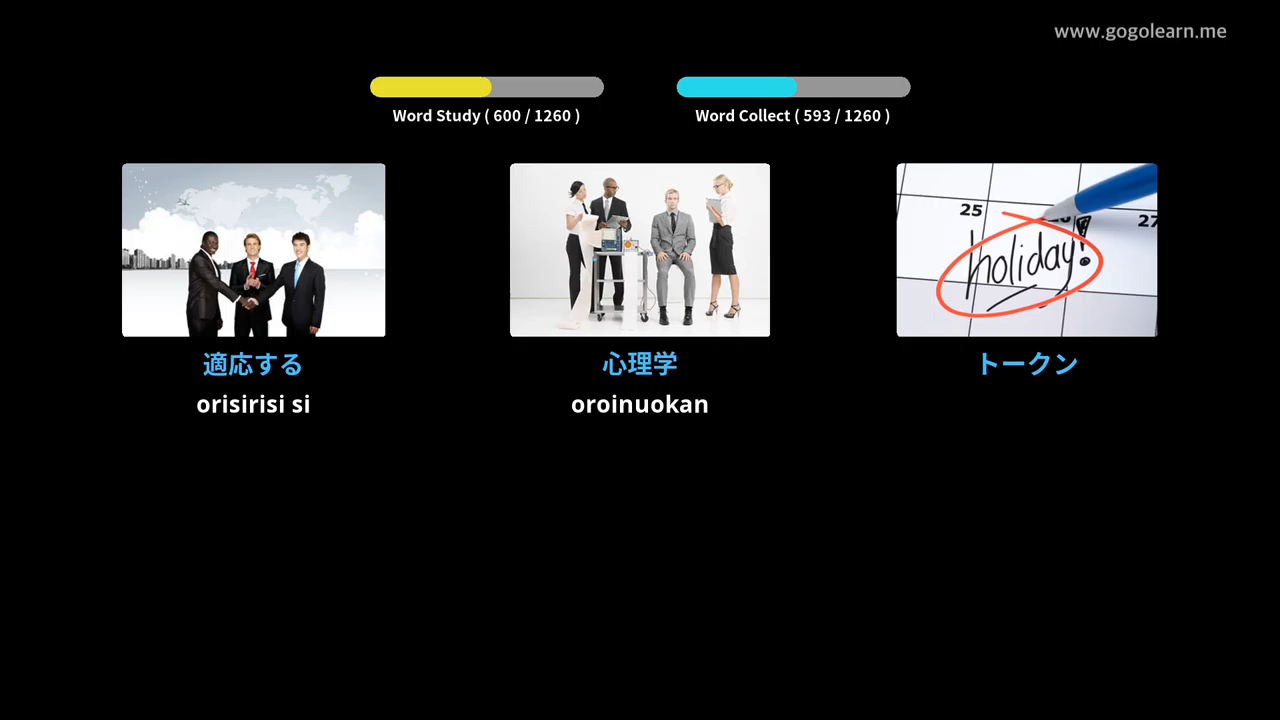 www.gogolearn.me
Word Study ( 600 / 1260 )
Word Collect ( 593 / 1260 )
25
27
holiday!
適応する
心理学
トークン
orisirisi si
oroinuokan